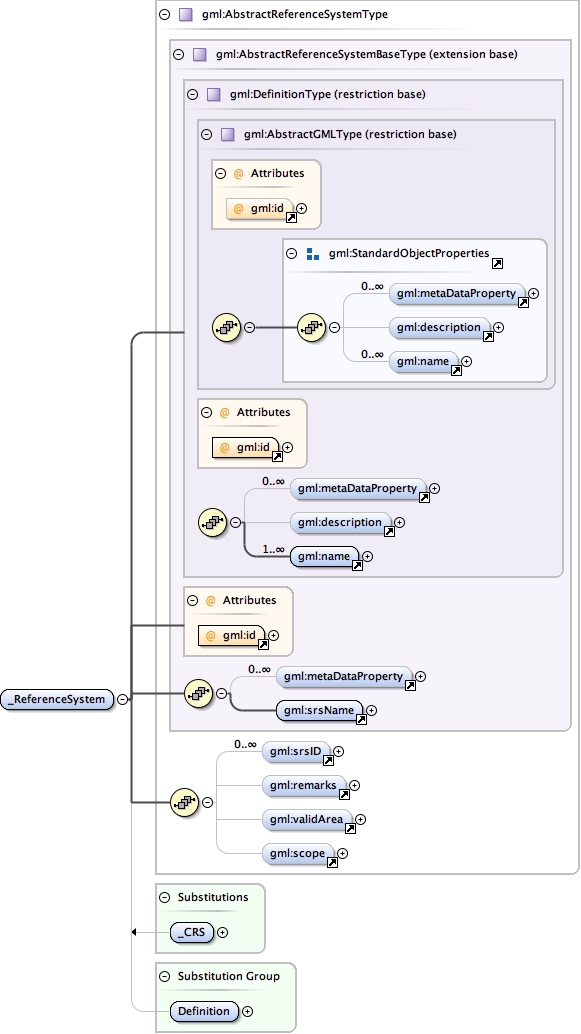 gml:AbstractReferenceSystemType
gml:AbstractReferenceSystemBaseType (extension base)
gml:DefinitionType (restriction base)
gml:AbstractGMLType (restriction base)
@ Attributes
@ gml:id
gml:StandardObjectProperties
0..∞
gml:metaDataProperty
gml:description
0..∞
gml:name
@ Attributes
@ gml:id
0..∞
gml:metaDataProperty
gml:description
1..∞
gml:name
@ Attributes
@ gml:id
0..∞
gml:metaDataProperty
_ReferenceSystem
gml:srsName
0..∞
gml:srsID
gml:remarks
gml:validArea
gml:scope
Substitutions
_CRS
Substitution Group
Definition